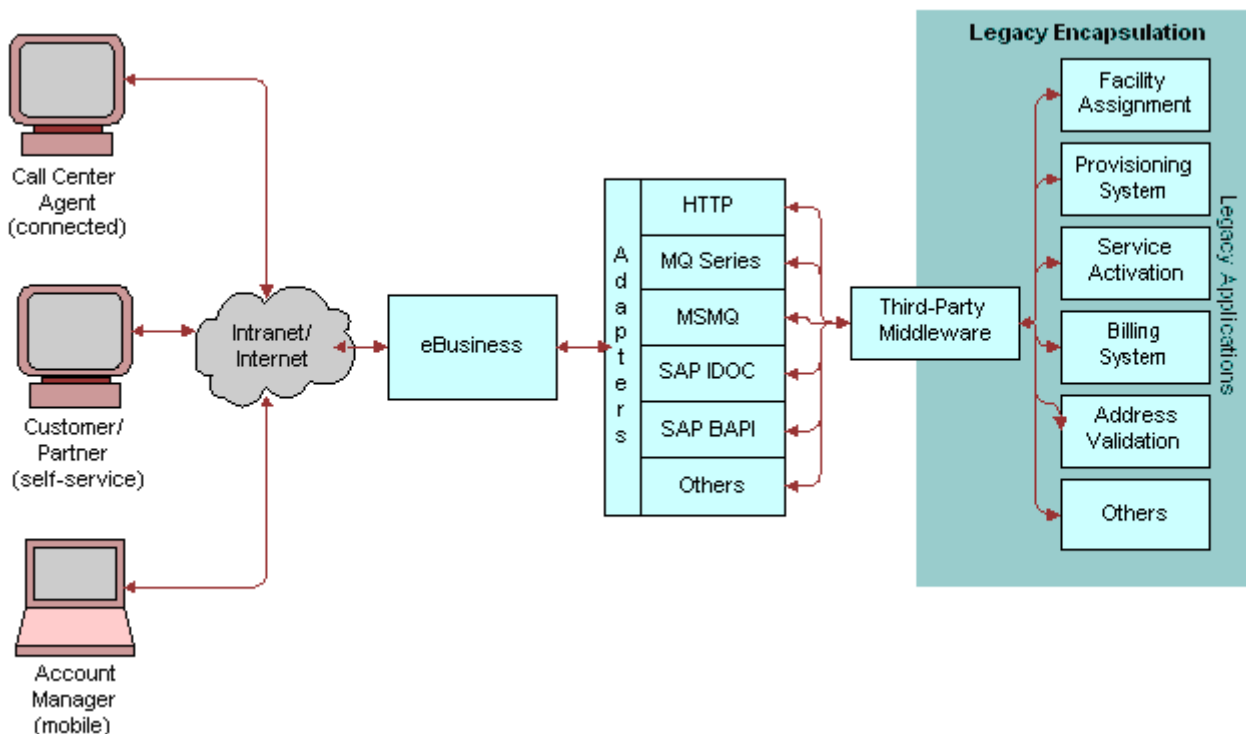 Legacy Encapsulation
Call Center
Agent
(connected)
Customer/
Partner
(self-service)
Account
Manager
(mobile)
Intranet/
Internet
eBusiness
Adapters
HTTP
MQ Series
MSMQ
SAP IDOC
SAP BAPI
Others
Third-Party
Middleware
Facility
Assignment
Provisioning
System
Service
Activation
Billing
System
Address
Validation
Others
Legacy Applications